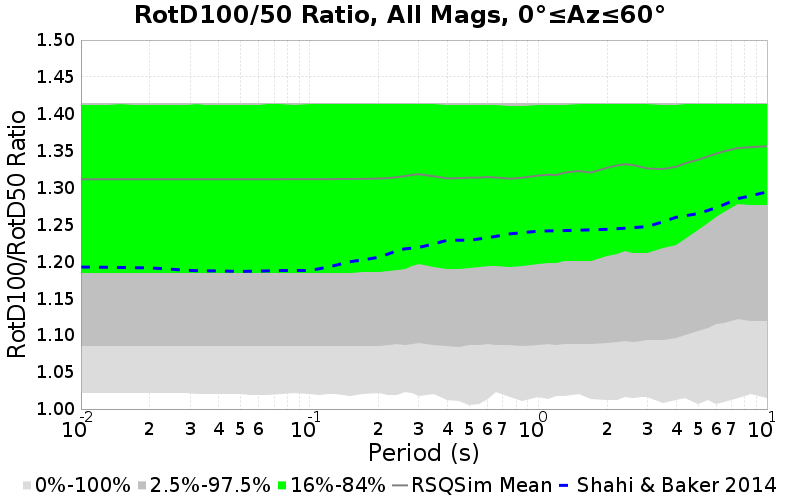 RotD100/50 Ratio, All Mags, 0°≤Az≤60°
RotD100/RotD50 Ratio
1.50
1.45
1.40
1.35
1.30
1.25
1.20
1.15
1.10
1.05
1.00
10-2 2 3 4 5 6 10-1 2 3 4 5 6 7 100 2 3 4 5 6 7 101
Period (s)
0%-100% 2.5%-97.5% 16%-84% RSQSim Mean Shahi & Baker 2014